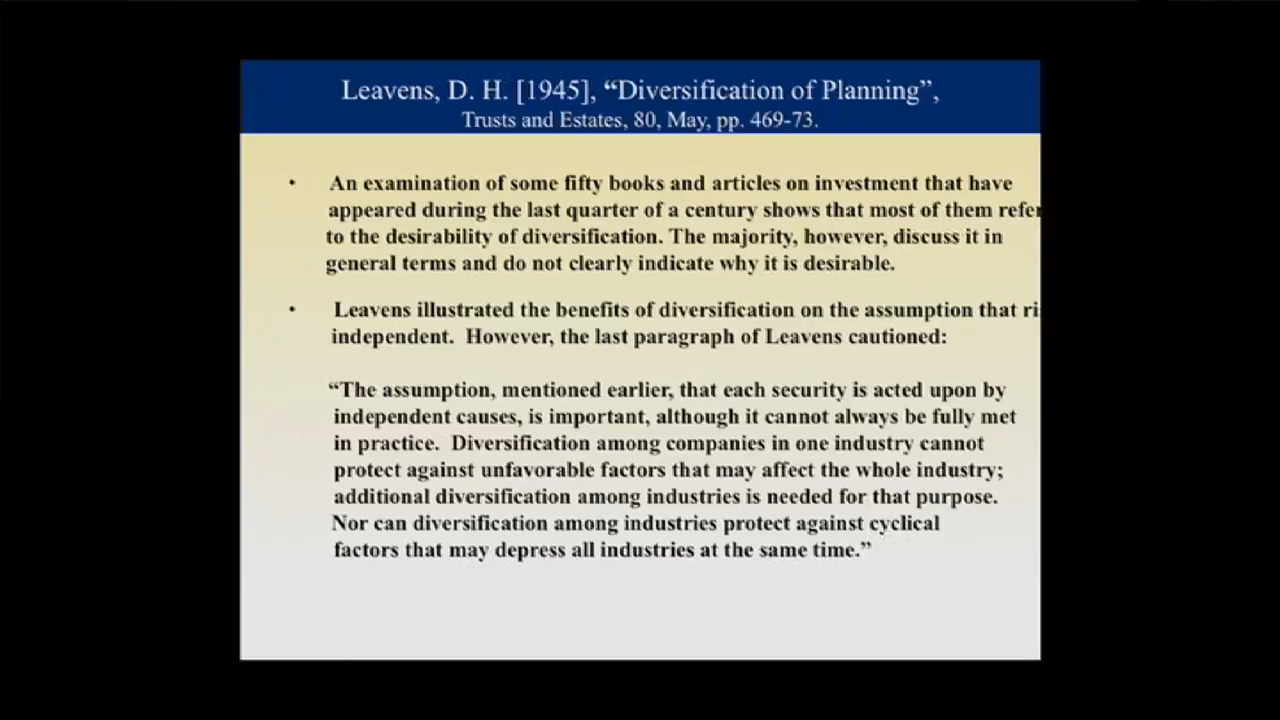 Leavens, D. H. [1945], “Diversification of Planning”,
Trusts and Estates, 80, May, pp. 469-73.
• An examination of some fifty books and articles on investment that have
appeared during the last quarter of a century shows that most of them refer
to the desirability of diversification. The majority, however, discuss it in
general terms and do not clearly indicate why it is desirable.
• Leavens illustrated the benefits of diversification on the assumption that
independent. However, the last paragraph of Leavens cautioned:
“The assumption, mentioned earlier, that each security is acted upon by
independent causes, is important, although it cannot always be fully met
in practice. Diversification among companies in one industry cannot
protect against unfavorable factors that may affect the whole industry;
additional diversification among industries is needed for that purpose.
Nor can diversification among industries protect against cyclical
factors that may depress all industries at the same time.”